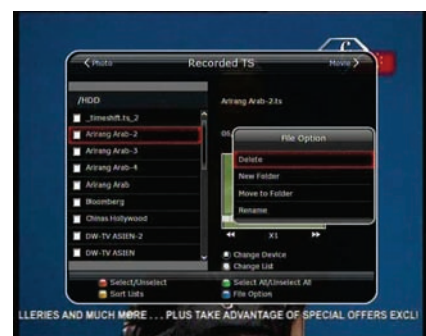 Photo
Recorded TS
Movie
/HDD
Arirang Arab-2.ts
_timeshift.ts_2
Arirang Arab-2
Arirang Arab-3
Arirang Arab-4
Arirang Arab
Bloomberg
Chinas Hollywood
DW-TV ASIEN-2
DW-TV ASIEN
File Option
Delete
New Folder
Move to Folder
Rename
X1
Change Device
Change List
Select/Unselect
Select All/Unselect All
Sort Lists
File Option
LLERIES AND MUCH MORE . . . PLUS TAKE ADVANTAGE OF SPECIAL OFFERS EXCL